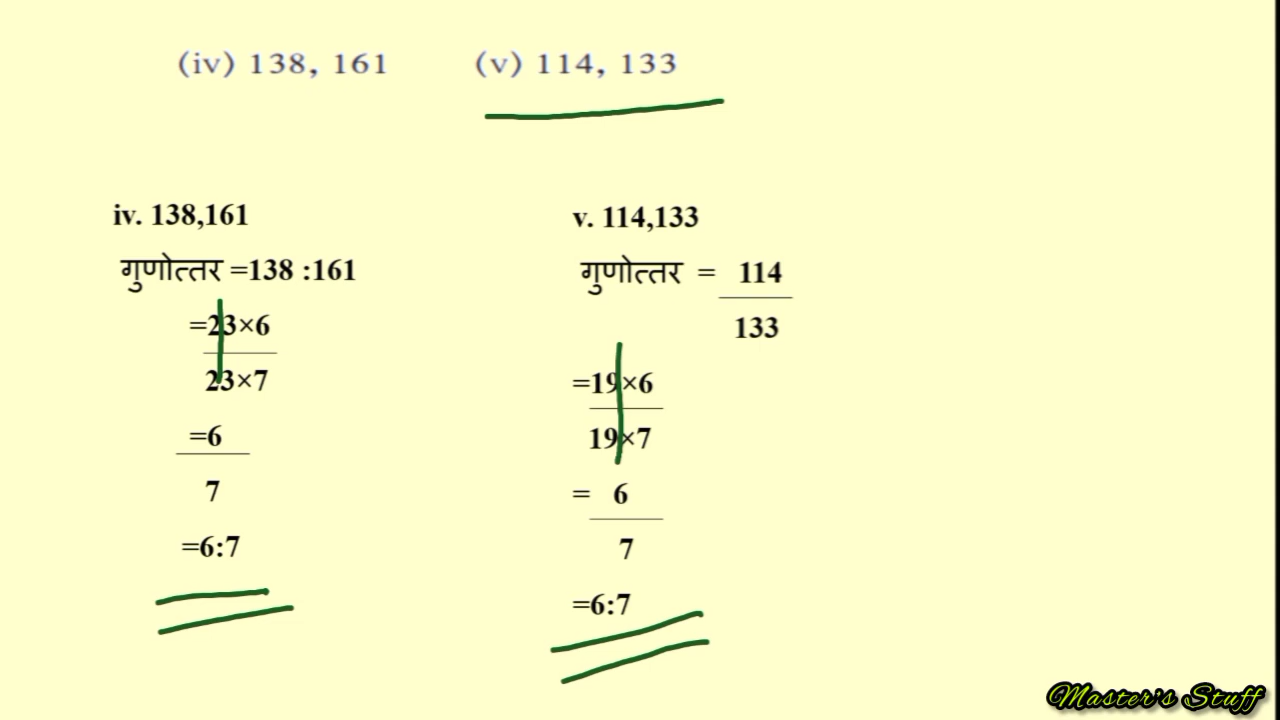 (iv) 138, 161 (v) 114, 133
iv. 138,161
गुणोत्तर =138 :161
=23×6
23×7
=6
7
=6:7
v. 114,133
गुणोत्तर = 114
133
=19×6
19×7
= 6
7
=6:7
Master's Stuff